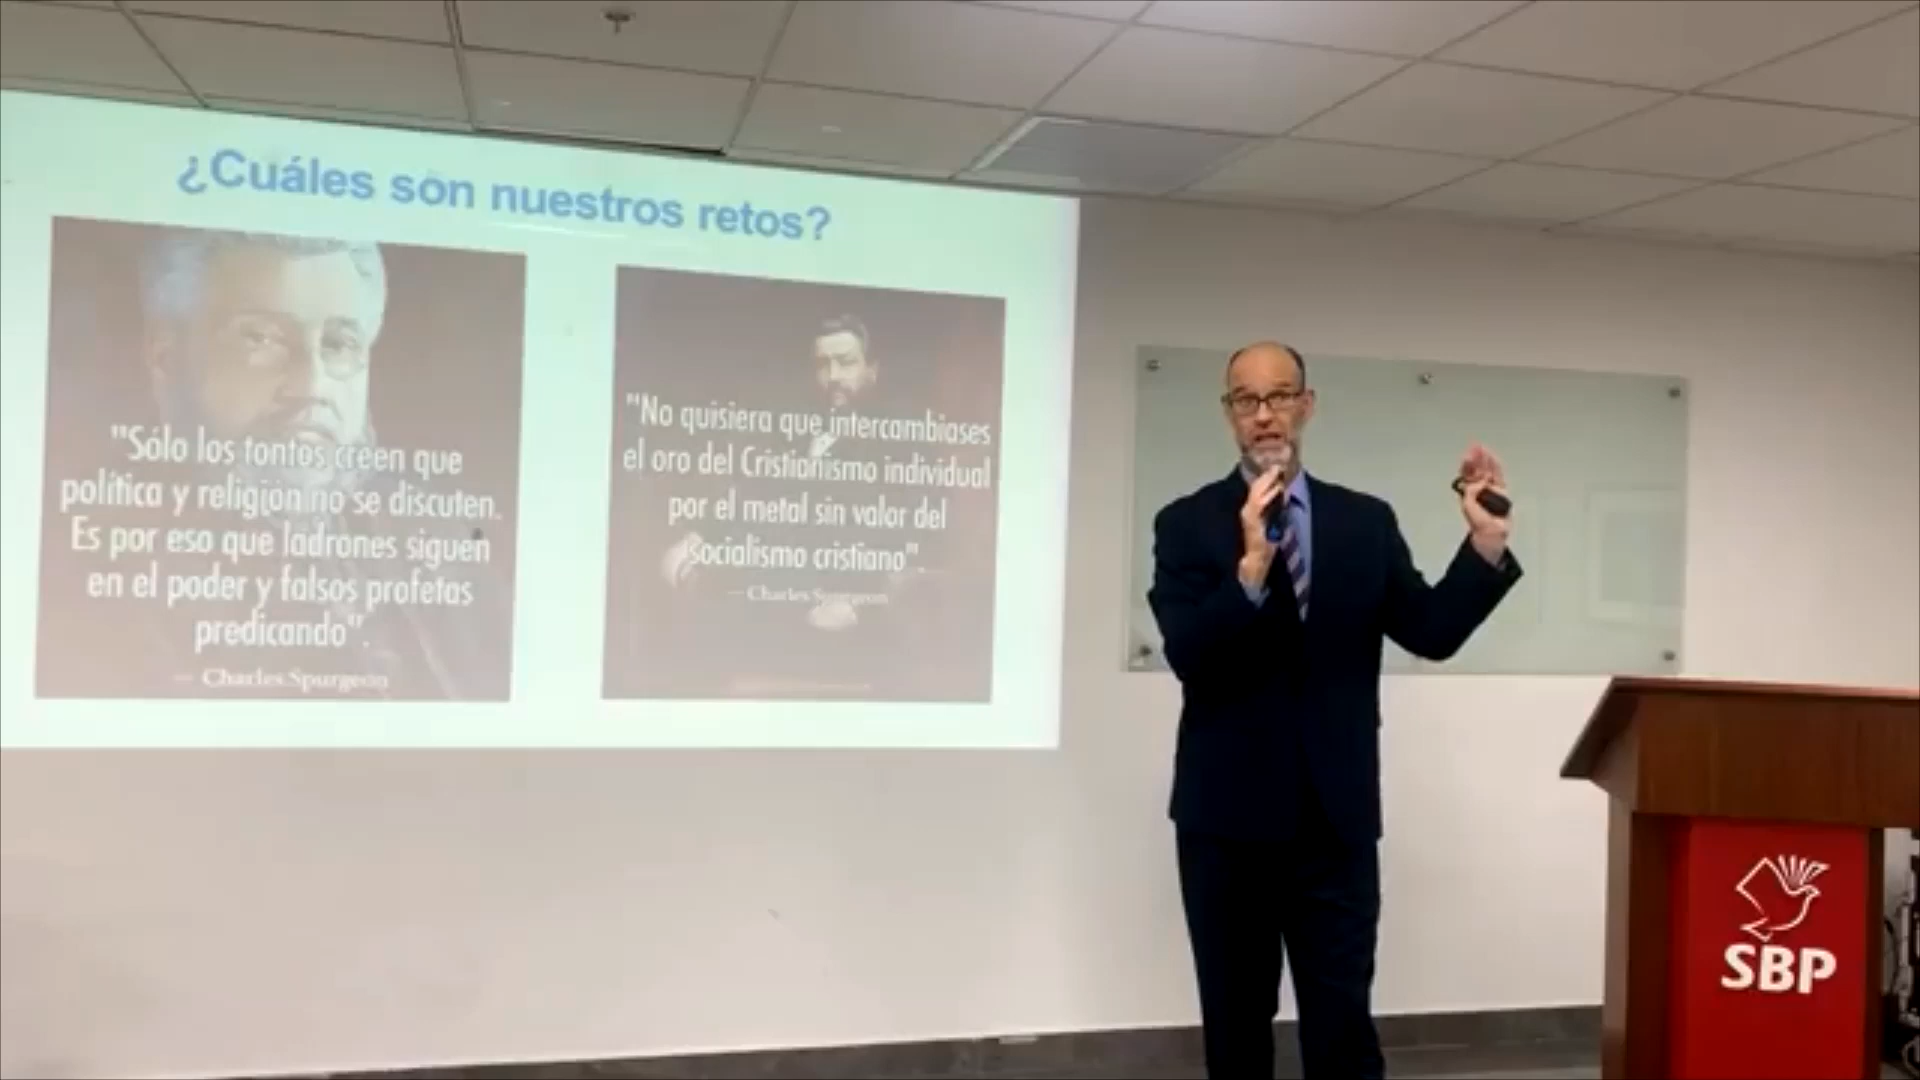 ¿Cuáles son nuestros retos?
"Sólo los tontos creen que
política y religión no se discuten.
Es por eso que ladrones siguen
en el poder y falsos profetas
predicando".
— Charles Spurgeon
"No quisiera que intercambiases
el oro del Cristianismo individual
por el metal sin valor del
socialismo cristiano".
— Charles Spurgeon
SBP